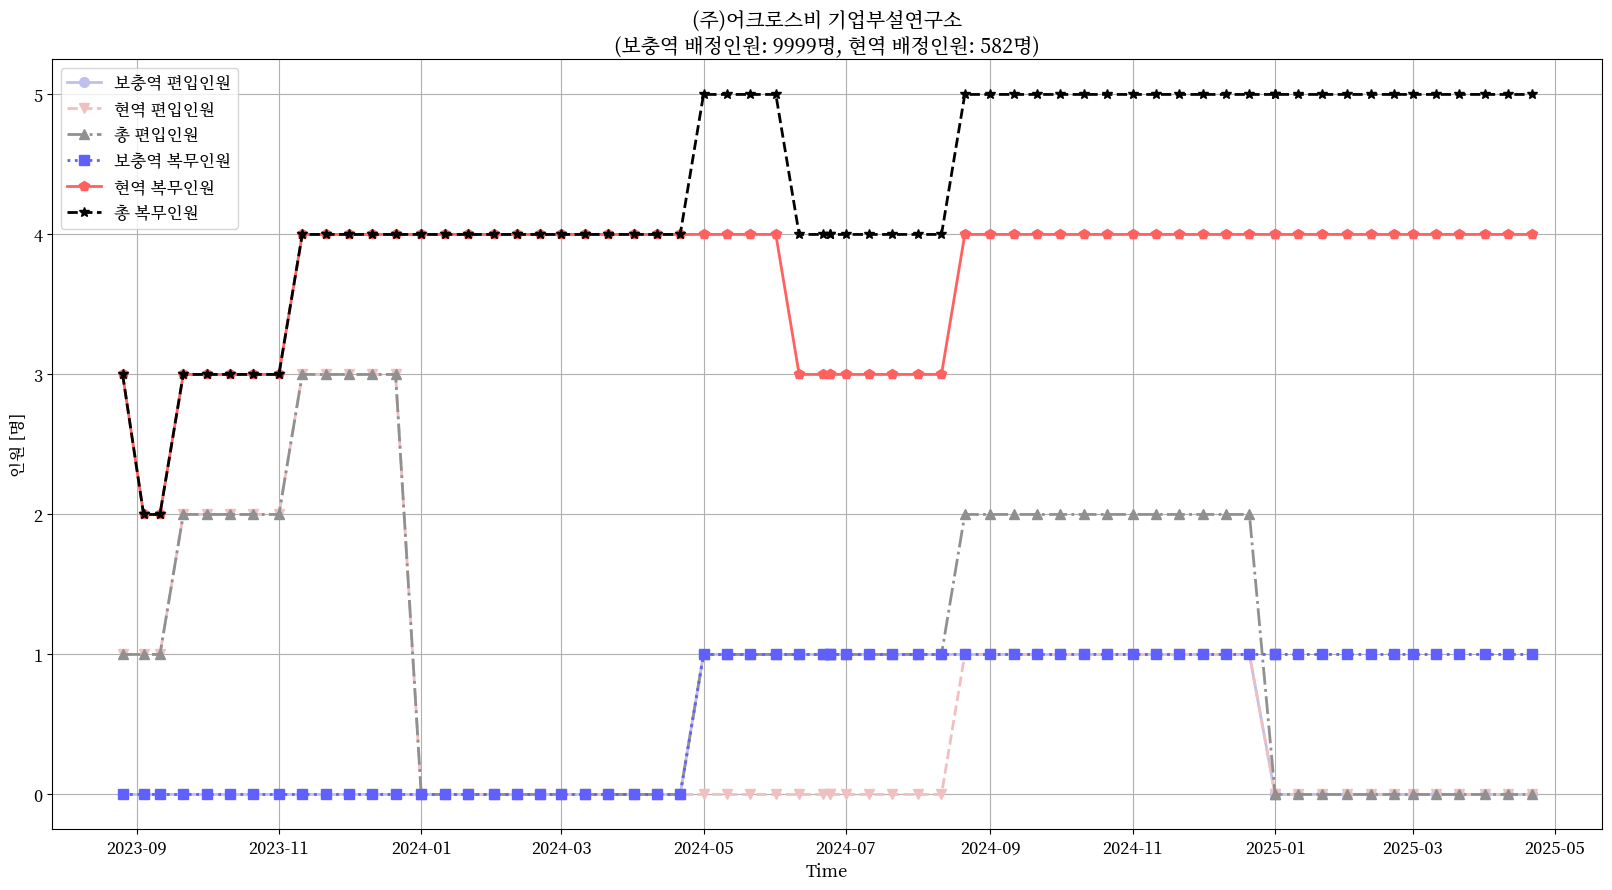 (주)어크로스비 기업부설연구소
(보충역 배정인원: 9999명, 현역 배정인원: 582명)
보충역 편입인원
현역 편입인원
총 편입인원
보충역 복무인원
현역 복무인원
총 복무인원
인원 [명]
5
4
3
2
1
0
2023-09 2023-11 2024-01 2024-03 2024-05 2024-07 2024-09 2024-11 2025-01 2025-03 2025-05
Time